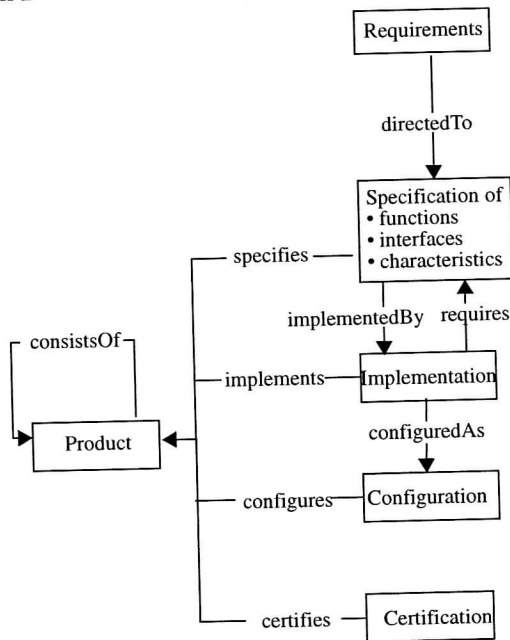 Requirements
directedTo
Specification of
• functions
• interfaces
• characteristics
specifies
implementedBy requires
consistsOf
implements
Implementation
Product
configuredAs
configures
Configuration
certifies
Certification